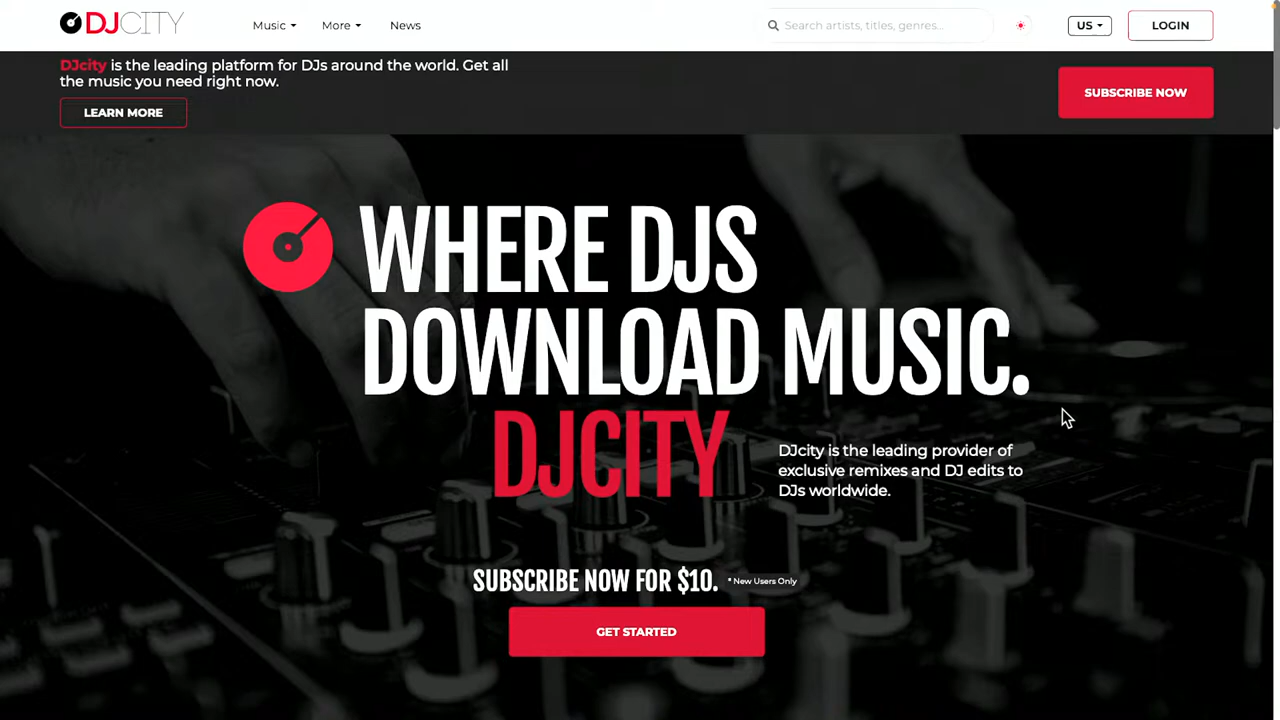 DJCITY
Music
More
News
Search artists, titles, genres...
US
LOGIN
DJcity is the leading platform for DJs around the world. Get all
the music you need right now.
LEARN MORE
SUBSCRIBE NOW
WHERE DJS
DOWNLOAD MUSIC.
DJCITY
DJcity is the leading provider of
exclusive remixes and DJ edits to
DJs worldwide.
SUBSCRIBE NOW FOR $10.
* New Users Only
GET STARTED